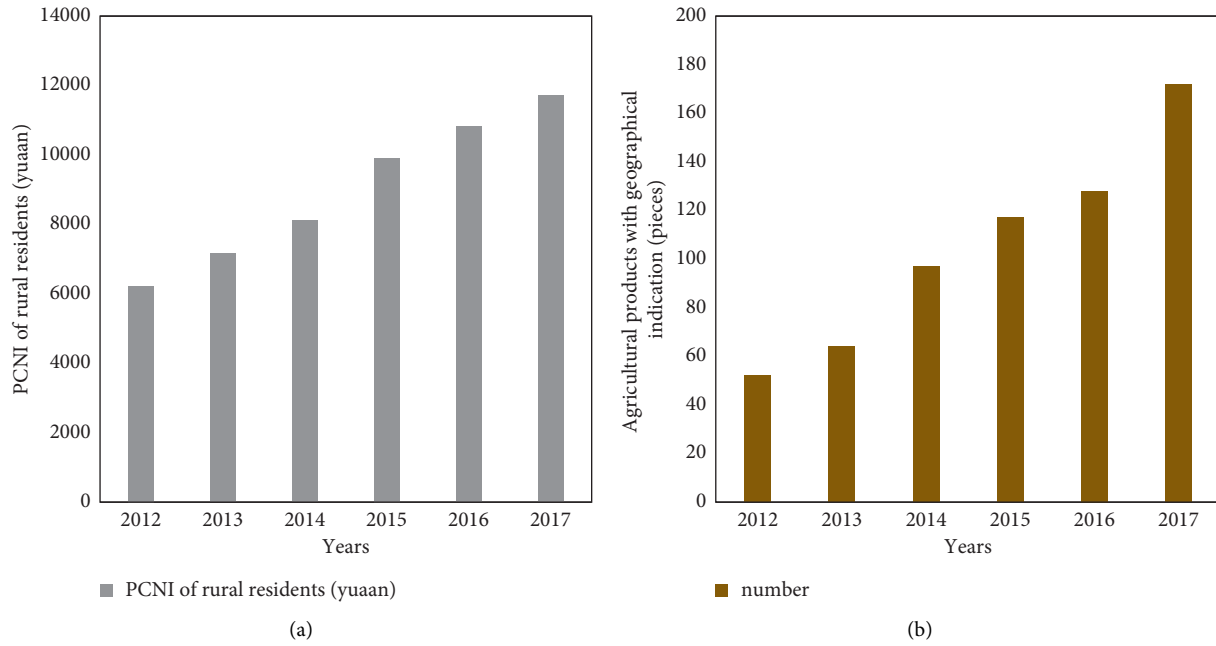 PCNI of rural residents (yuaan)
14000
12000
10000
8000
6000
4000
2000
0
2012 2013 2014 2015 2016 2017
Years
PCNI of rural residents (yuaan)
(a)
Agricultural products with geographical
indication (pieces)
200
180
160
140
120
100
80
60
40
20
0
2012 2013 2014 2015 2016 2017
Years
number
(b)